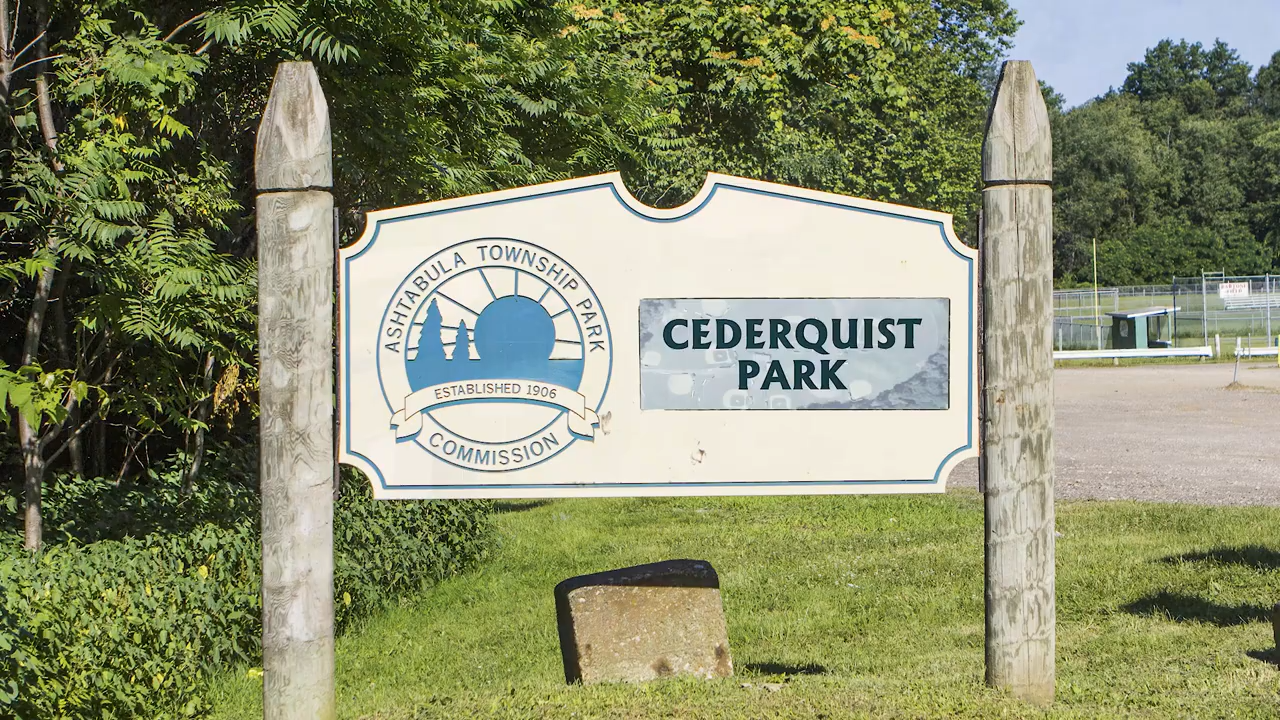 ASHTABULA TOWNSHIP PARK
ESTABLISHED 1906
COMMISSION
CEDERQUIST
PARK